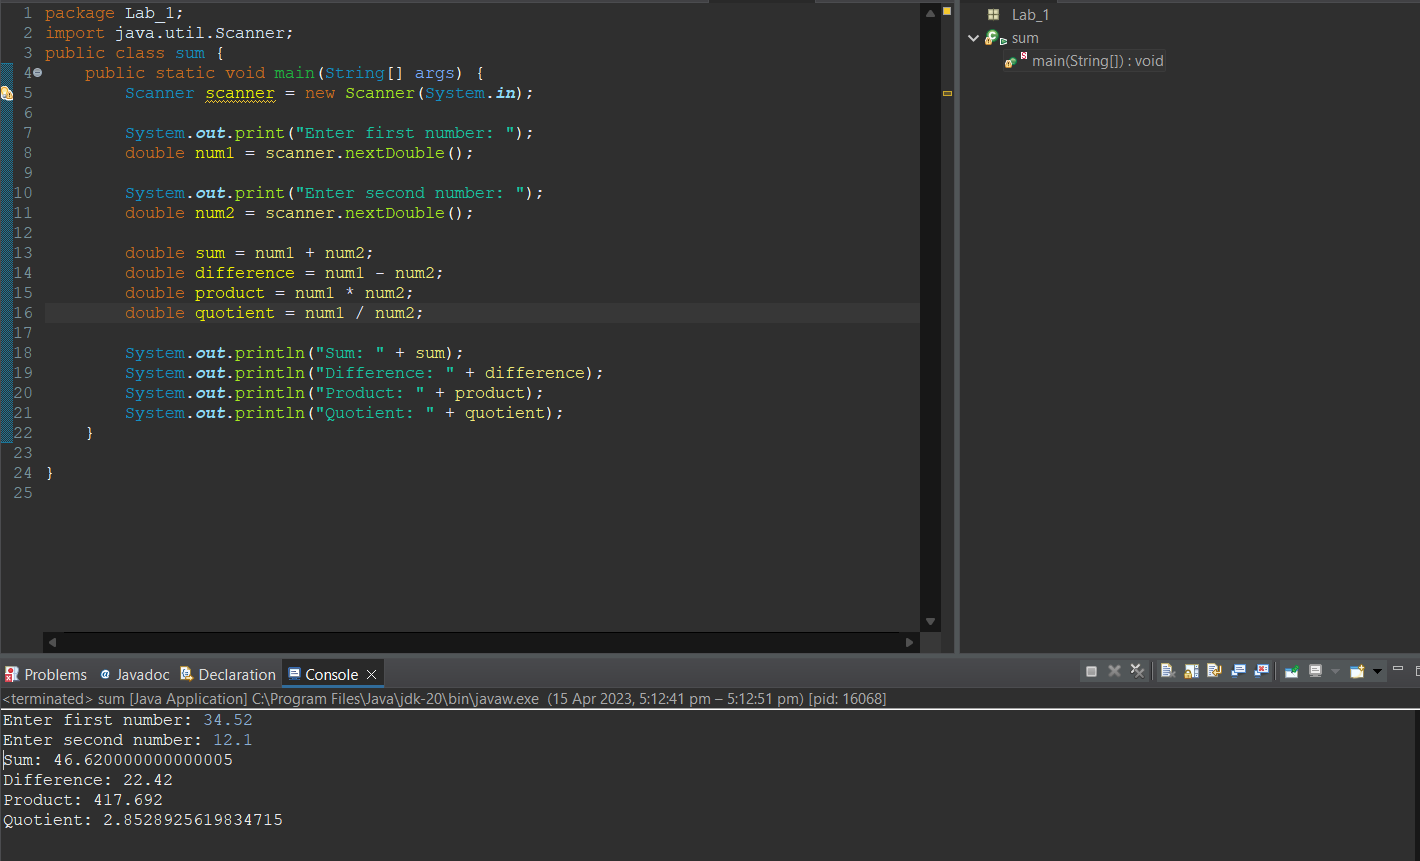 1 package Lab_1;
2 import java.util.Scanner;
3 public class sum {
4     public static void main(String[] args) {
5         Scanner scanner = new Scanner(System.in);
6
7         System.out.print("Enter first number: ");
8         double num1 = scanner.nextDouble();
9
10         System.out.print("Enter second number: ");
11         double num2 = scanner.nextDouble();
12
13         double sum = num1 + num2;
14         double difference = num1 - num2;
15         double product = num1 * num2;
16         double quotient = num1 / num2;
17
18         System.out.println("Sum: " + sum);
19         System.out.println("Difference: " + difference);
20         System.out.println("Product: " + product);
21         System.out.println("Quotient: " + quotient);
22     }
23
24 }
25
Lab_1
sum
main(String[]) : void
Problems Javadoc Declaration Console
<terminated> sum [Java Application] C:\Program Files\Java\jdk-20\bin\javaw.exe (15 Apr 2023, 5:12:41 pm – 5:12:51 pm) [pid: 16068]
Enter first number: 34.52
Enter second number: 12.1
Sum: 46.620000000000005
Difference: 22.42
Product: 417.692
Quotient: 2.8528925619834715